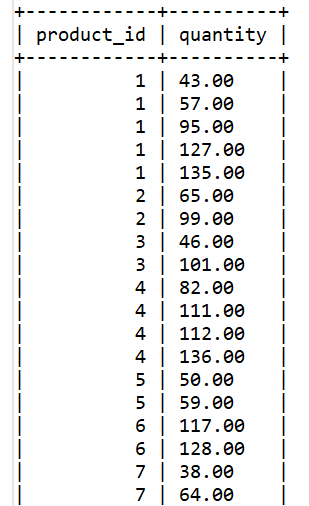 +------------+----------+
| product_id | quantity |
+------------+----------+
|          1 | 43.00    |
|          1 | 57.00    |
|          1 | 95.00    |
|          1 | 127.00   |
|          1 | 135.00   |
|          2 | 65.00    |
|          2 | 99.00    |
|          3 | 46.00    |
|          3 | 101.00   |
|          4 | 82.00    |
|          4 | 111.00   |
|          4 | 112.00   |
|          4 | 136.00   |
|          5 | 50.00    |
|          5 | 59.00    |
|          6 | 117.00   |
|          6 | 128.00   |
|          7 | 38.00    |
|          7 | 64.00    |